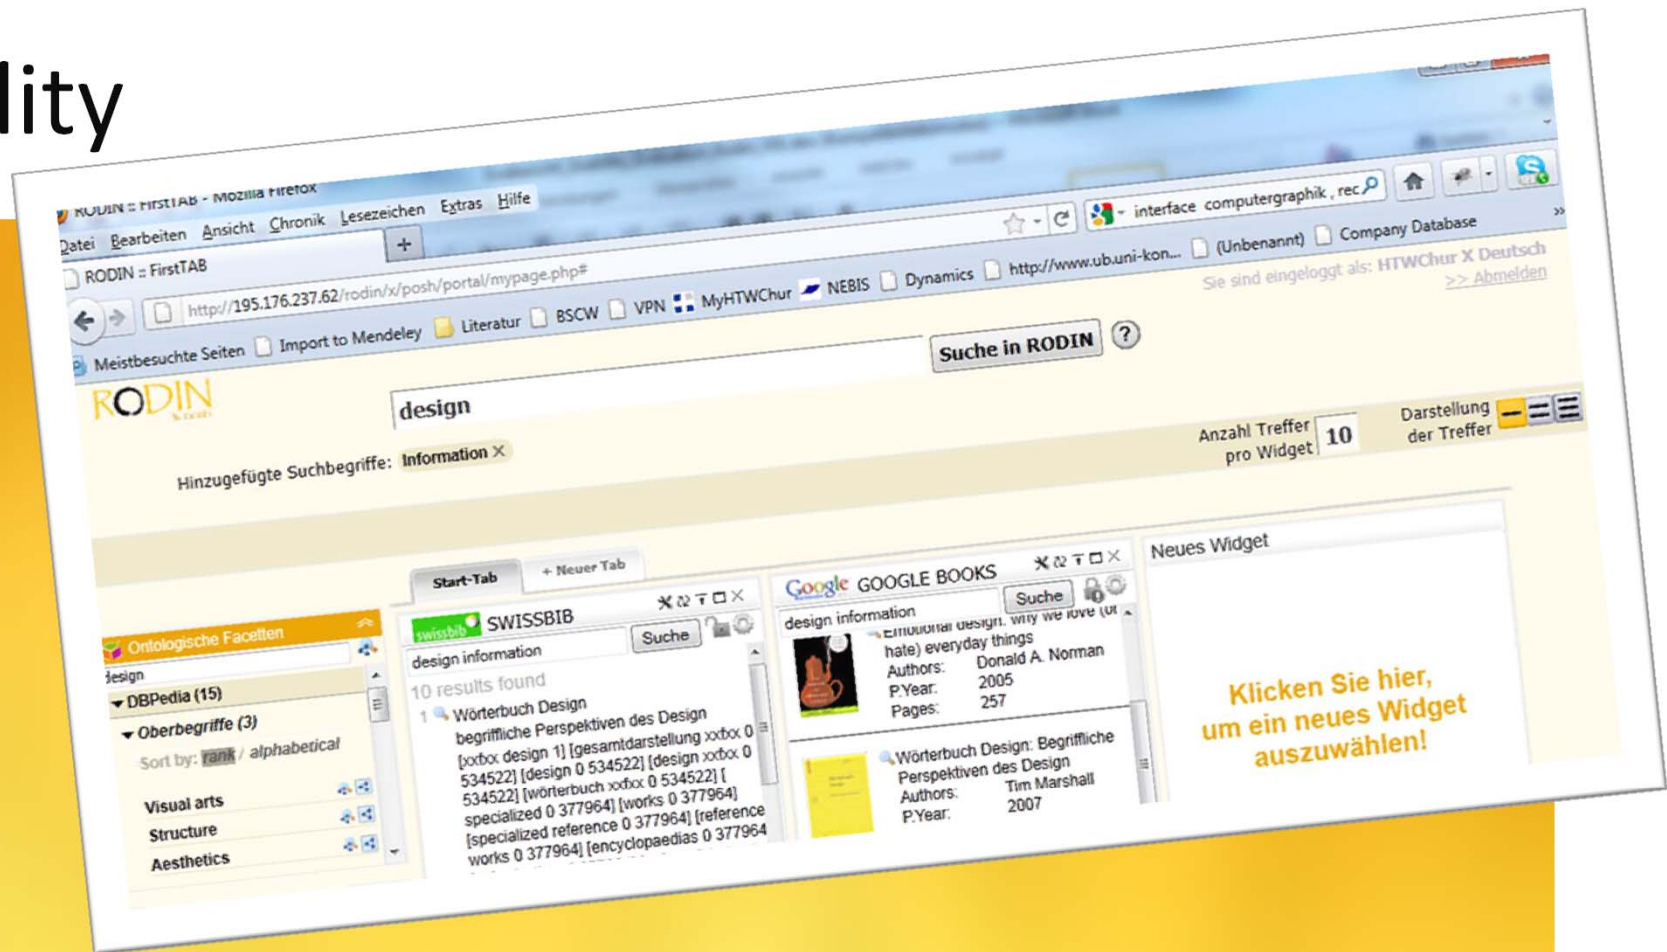 lity
RODIN :: FirstTAB - Mozilla Firefox
Datei Bearbeiten Ansicht Chronik Lesezeichen Extras Hilfe
RODIN :: FirstTAB +
http://195.176.237.62/rodin/x/posh/portal/mypage.php#
interface computergraphik , rec
Meistbesuchte Seiten Import to Mendeley Literatur BSCW VPN MyHTWChur NEBIS Dynamics http://www.ub.uni-kon... (Unbenannt) Company Database »
Sie sind eingeloggt als: HTWChur X Deutsch
>> Abmelden
RODIN
design
Suche in RODIN ?
Hinzugefügte Suchbegriffe: Information ×
Anzahl Treffer
pro Widget 10
Darstellung
der Treffer
Start-Tab
+ Neuer Tab
Ontologische Facetten
design
▾ DBPedia (15)
▾ Oberbegriffe (3)
Sort by: rank / alphabetical
Visual arts
Structure
Aesthetics
swissbib SWISSBIB
design information
Suche
10 results found
1 Wörterbuch Design
begriffliche Perspektiven des Design
[xxfxx design 1] [gesamtdarstellung xxfxx 0
534522] [design 0 534522] [design xxfxx 0
534522] [wörterbuch xxfxx 0 534522] [
specialized 0 377964] [works 0 377964]
[specialized reference 0 377964] [reference
works 0 377964] [encyclopaedias 0 377964
Google GOOGLE BOOKS
design information
Suche
Emotional design: why we love (or
hate) everyday things
Authors: Donald A. Norman
P.Year: 2005
Pages: 257
Wörterbuch Design: Begriffliche
Perspektiven des Design
Authors: Tim Marshall
P.Year: 2007
Neues Widget
Klicken Sie hier,
um ein neues Widget
auszuwählen!